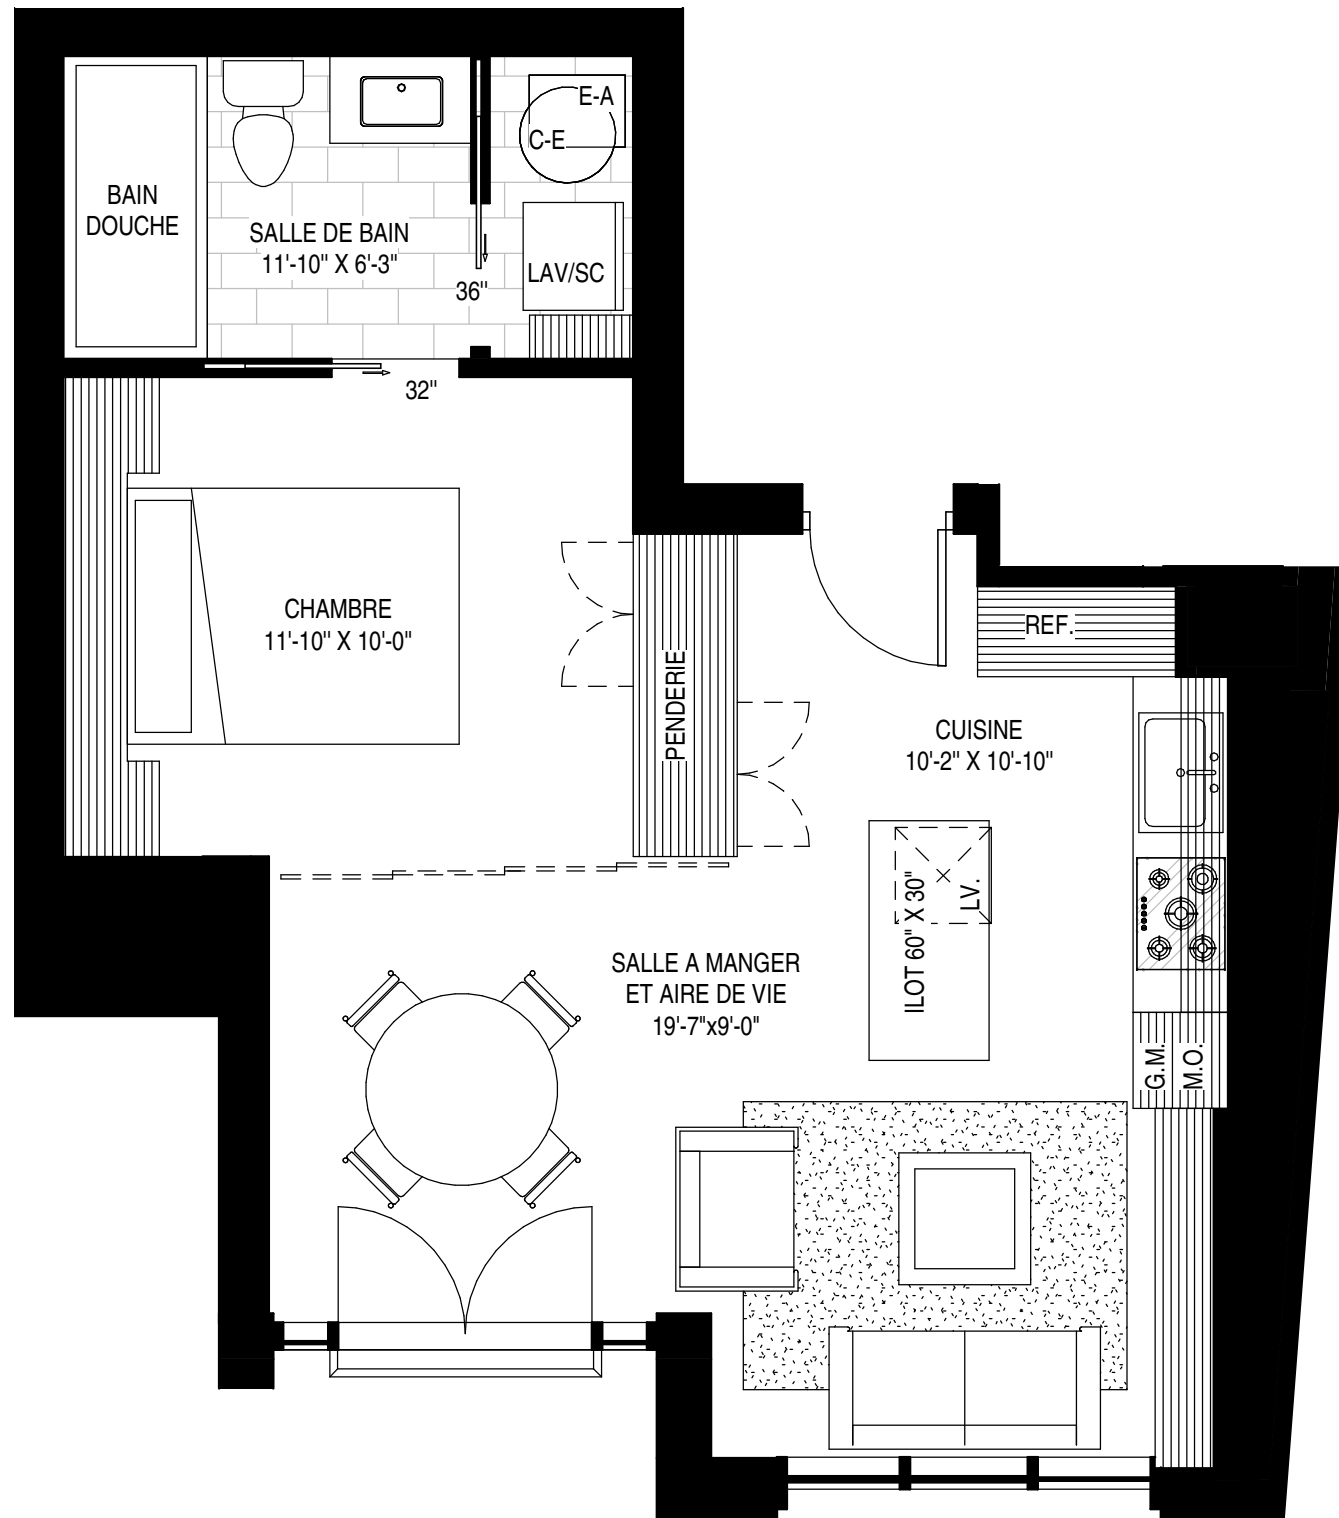 E-A
C-E
BAIN
DOUCHE
SALLE DE BAIN
11'-10" X 6'-3"
LAV/SC
36"
32"
CHAMBRE
11'-10" X 10'-0"
REF.
PENDERIE
CUISINE
10'-2" X 10'-10"
ILOT 60" X 30"
LV.
SALLE A MANGER
ET AIRE DE VIE
19'-7"x9'-0"
G.M.
M.O.